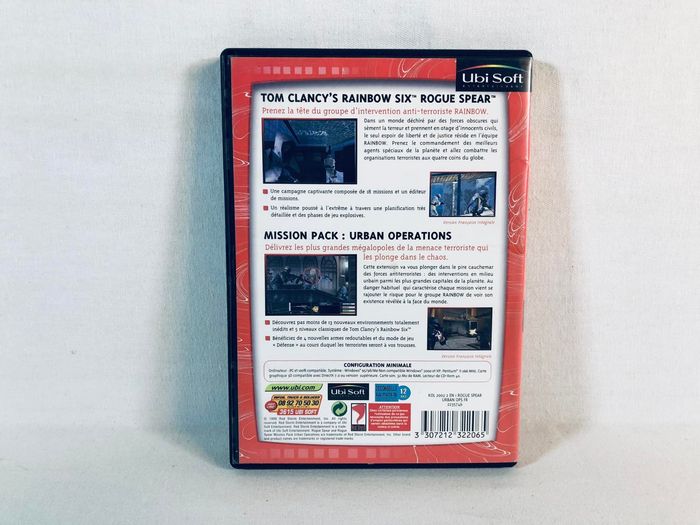 Ubi Soft
ENTERTAINMENT
TOM CLANCY'S RAINBOW SIX™ ROGUE SPEAR™
Prenez la tête du groupe d'intervention anti-terroriste RAINBOW.
Dans un monde déchiré par des forces obscures qui
sèment la terreur et prennent en otage d'innocents civils,
le seul espoir de liberté et de justice réside en l'équipe
RAINBOW. Prenez le commandement des meilleurs
agents spéciaux de la planète et allez combattre les
organisations terroristes aux quatre coins du globe.
Une campagne captivante composée de 18 missions et un éditeur
de missions.
Un réalisme poussé à l'extrême à travers une planification très
détaillée et des phases de jeu explosives.
Version Française Intégrale
MISSION PACK : URBAN OPERATIONS
Délivrez les plus grandes mégalopoles de la menace terroriste qui
les plonge dans le chaos.
Cette extension va vous plonger dans le pire cauchemar
des forces antiterroristes : des interventions en milieu
urbain parmi les plus grandes capitales de la planète. Au
danger habituel qui caractérise chaque mission vient se
rajouter le risque pour le groupe RAINBOW de voir son
existence révélée à la face du monde.
Découvrez pas moins de 13 nouveaux environnements totalement
inédits et 5 niveaux classiques de Tom Clancy's Rainbow Six
Bénéficiez de 4 nouvelles armes redoutables et du mode de jeu
« Défense » au cours duquel les terroristes seront à vos trousses.
Version Française Intégrale
CONFIGURATION MINIMALE
www.ubi.com
08 92 70 50 30
3615 UBI SOFT
Ubi Soft
12
ATTENTION
ROGUE SPEAR
URBAN OPS FR
3 307212 322065